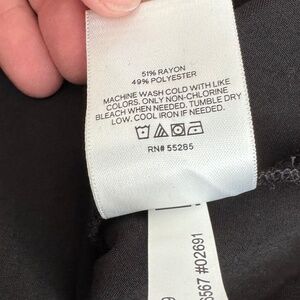 51% RAYON
49% POLYESTER
MACHINE WASH COLD WITH LIKE
COLORS. ONLY NON-CHLORINE
BLEACH WHEN NEEDED. TUMBLE DRY
LOW. COOL IRON IF NEEDED.
RN# 55285
5567 #02691